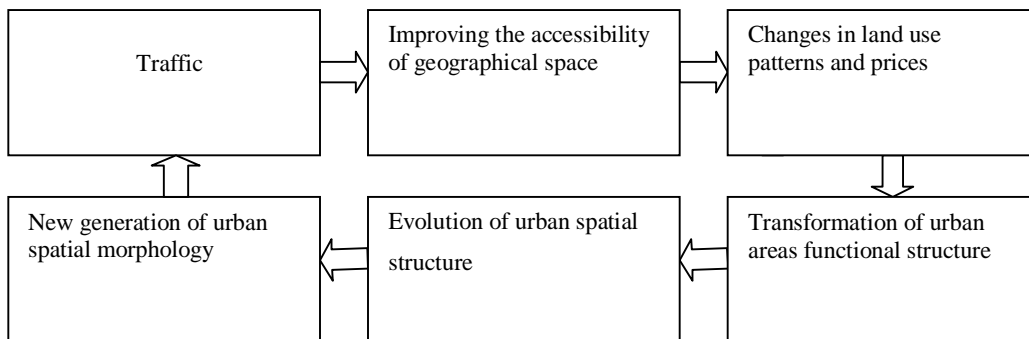 Traffic
Improving the accessibility
of geographical space
Changes in land use
patterns and prices
New generation of urban
spatial morphology
Evolution of urban spatial
structure
Transformation of urban
areas functional structure